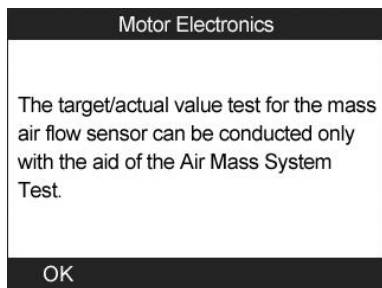 Motor Electronics
The target/actual value test for the mass
air flow sensor can be conducted only
with the aid of the Air Mass System
Test.
OK